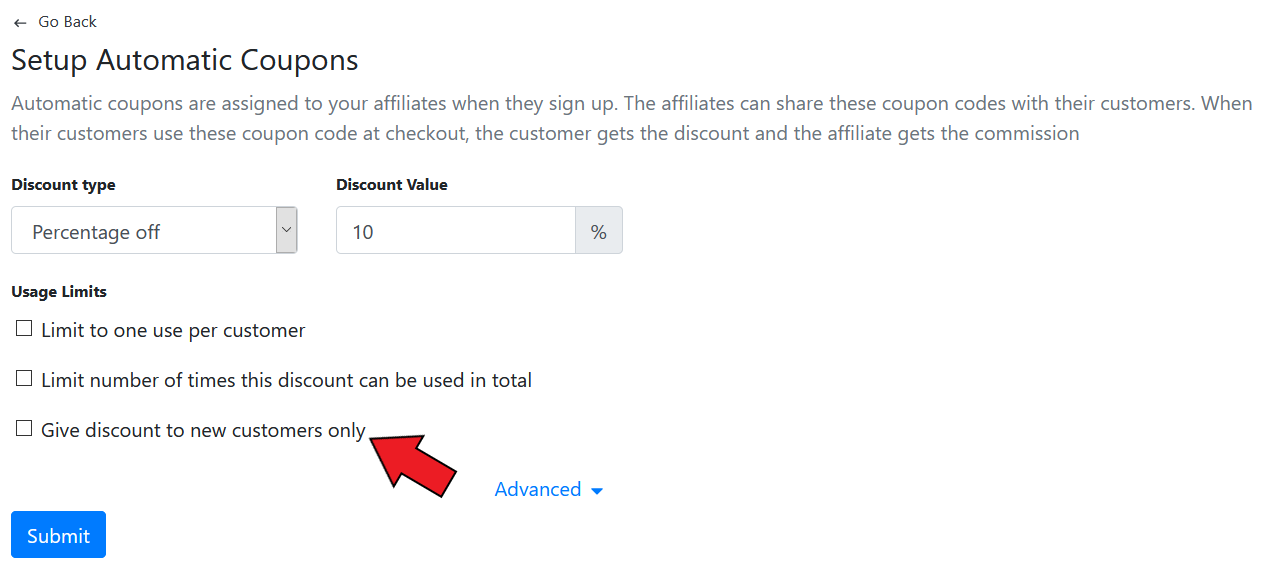 ← Go Back
Setup Automatic Coupons
Automatic coupons are assigned to your affiliates when they sign up. The affiliates can share these coupon codes with their customers. When
their customers use these coupon code at checkout, the customer gets the discount and the affiliate gets the commission
Discount type Discount Value
Percentage off 10 %
Usage Limits
Limit to one use per customer
Limit number of times this discount can be used in total
Give discount to new customers only
Advanced
Submit